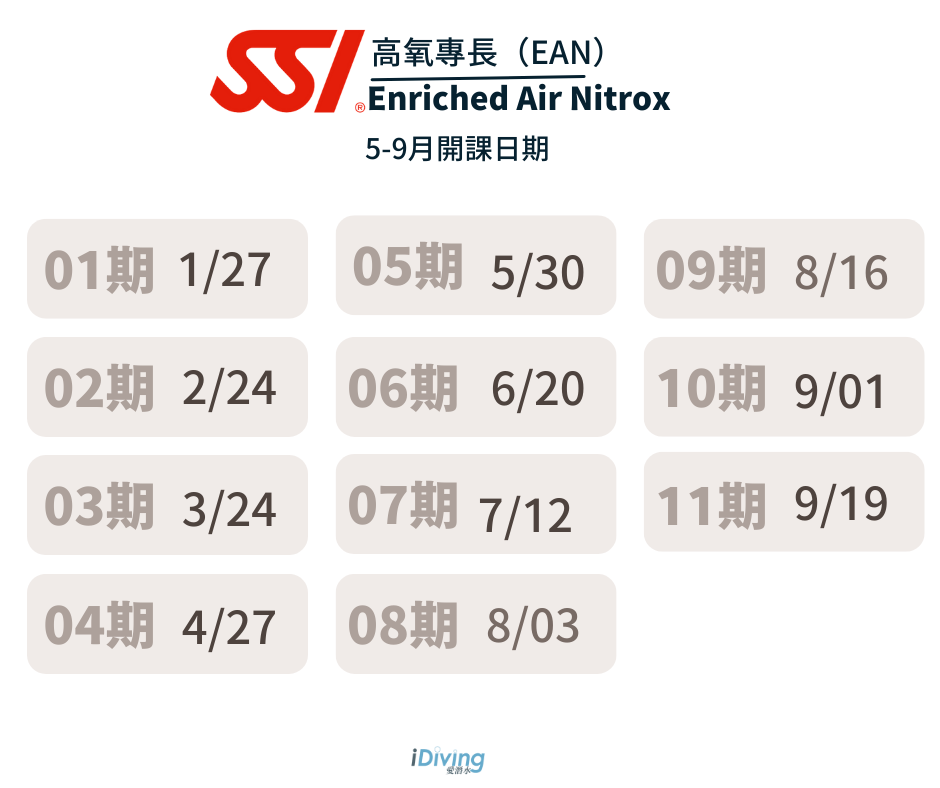 SSI®
高氧專長（EAN）
Enriched Air Nitrox
5-9月開課日期
01期 1/27
02期 2/24
03期 3/24
04期 4/27
05期 5/30
06期 6/20
07期 7/12
08期 8/03
09期 8/16
10期 9/01
11期 9/19
iDiving
愛潛水